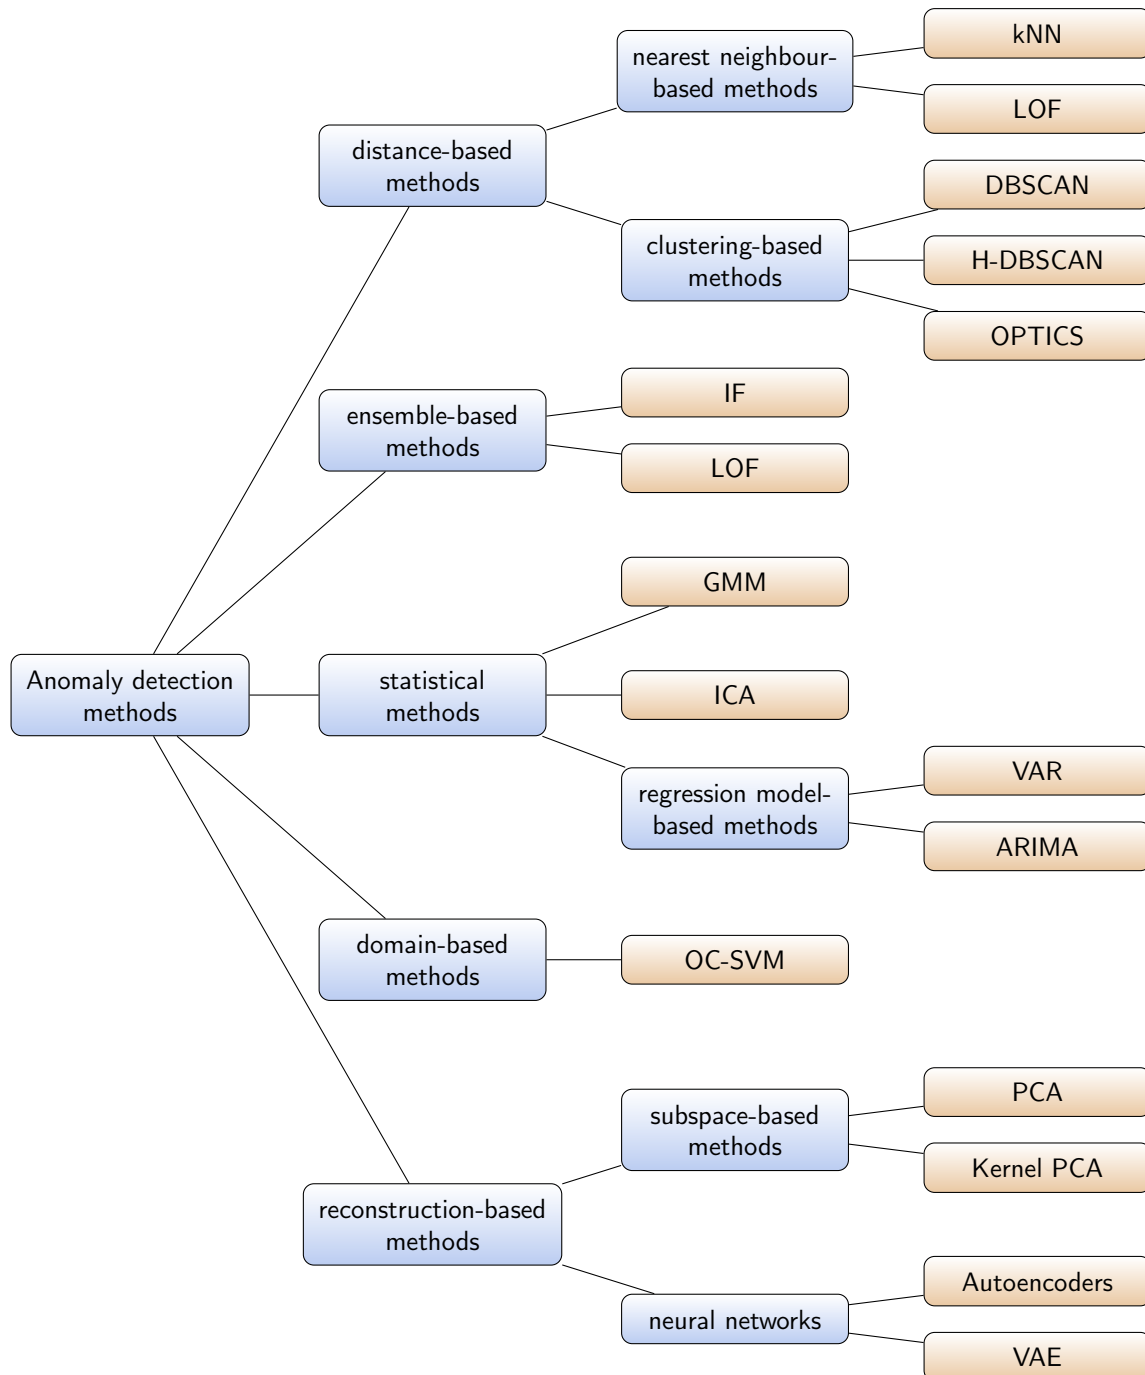 kNN
nearest neighbour-
based methods
LOF
distance-based
methods
DBSCAN
clustering-based
methods
H-DBSCAN
OPTICS
IF
ensemble-based
methods
LOF
GMM
Anomaly detection
methods
statistical
methods
ICA
VAR
regression model-
based methods
ARIMA
domain-based
methods
OC-SVM
PCA
subspace-based
methods
Kernel PCA
reconstruction-based
methods
Autoencoders
neural networks
VAE